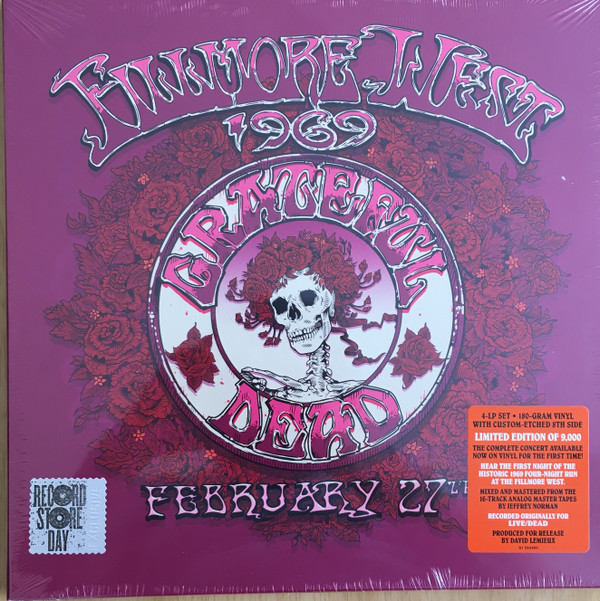 FILLMORE WEST
1969
GRATEFUL
DEAD
FEBRUARY 27TH
RECORD
STORE
DAY
4-LP SET • 180-GRAM VINYL
WITH CUSTOM-ETCHED 8TH SIDE
LIMITED EDITION OF 9,000
THE COMPLETE CONCERT AVAILABLE
NOW ON VINYL FOR THE FIRST TIME!
HEAR THE FIRST NIGHT OF THE
HISTORIC 1969 FOUR-NIGHT RUN
AT THE FILLMORE WEST.
MIXED AND MASTERED FROM THE
16-TRACK ANALOG MASTER TAPES
BY JEFFREY NORMAN
RECORDED ORIGINALLY FOR
LIVE/DEAD
PRODUCED FOR RELEASE
BY DAVID LEMIEUX